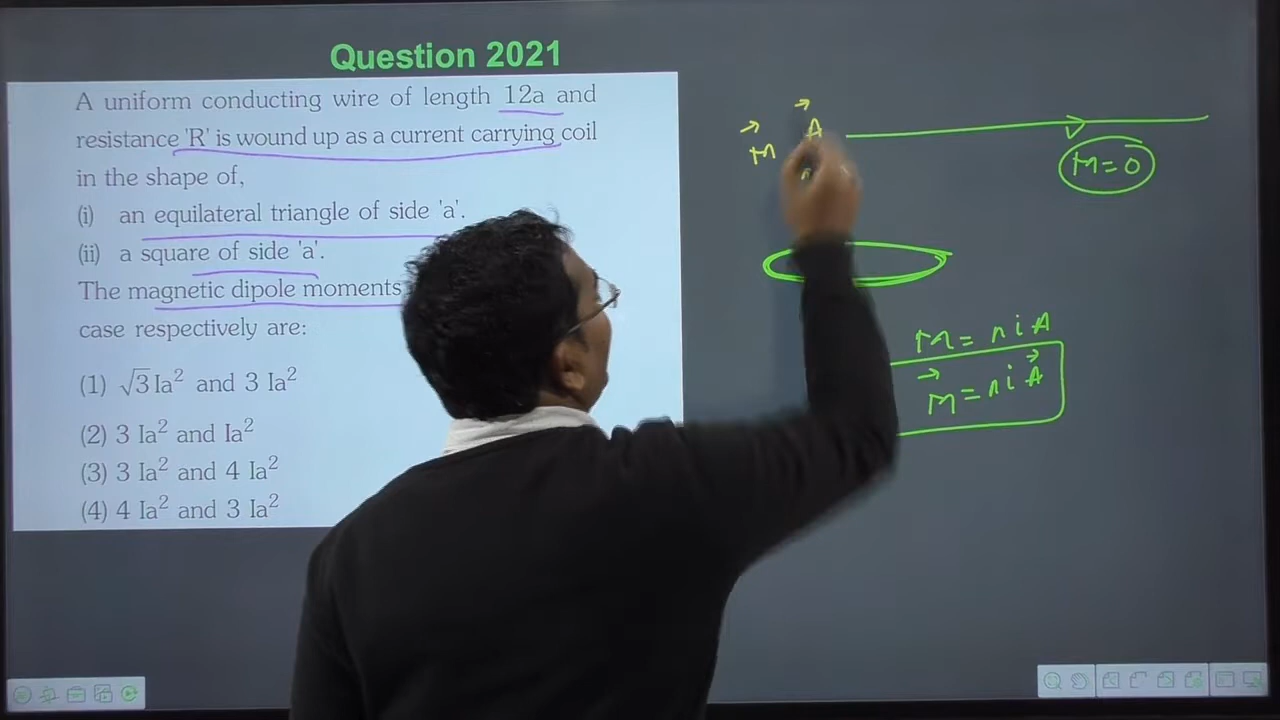 Question 2021
A uniform conducting wire of length 12a and
resistance 'R' is wound up as a current carrying coil
in the shape of,
(i) an equilateral triangle of side 'a'.
(ii) a square of side 'a'.
The magnetic dipole moments
case respectively are:
(1) √3 Ia² and 3 Ia²
(2) 3 Ia² and Ia²
(3) 3 Ia² and 4 Ia²
(4) 4 Ia² and 3 Ia²
M⃗ A⃗
M=0
M = niA
M⃗ = niA⃗